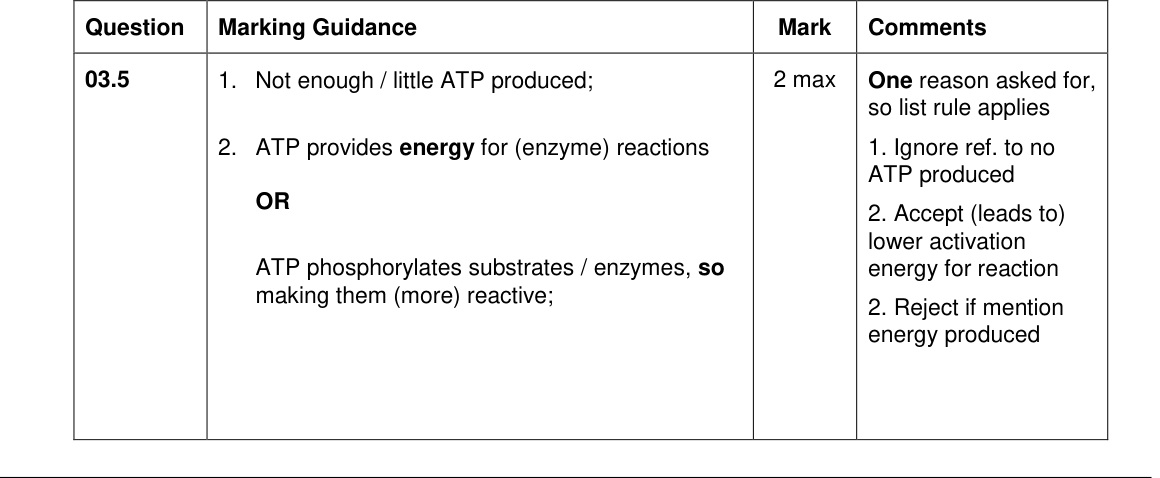 Question Marking Guidance Mark Comments
03.5
1. Not enough / little ATP produced;
2. ATP provides energy for (enzyme) reactions
OR
ATP phosphorylates substrates / enzymes, so
making them (more) reactive;
2 max
One reason asked for,
so list rule applies
1. Ignore ref. to no
ATP produced
2. Accept (leads to)
lower activation
energy for reaction
2. Reject if mention
energy produced